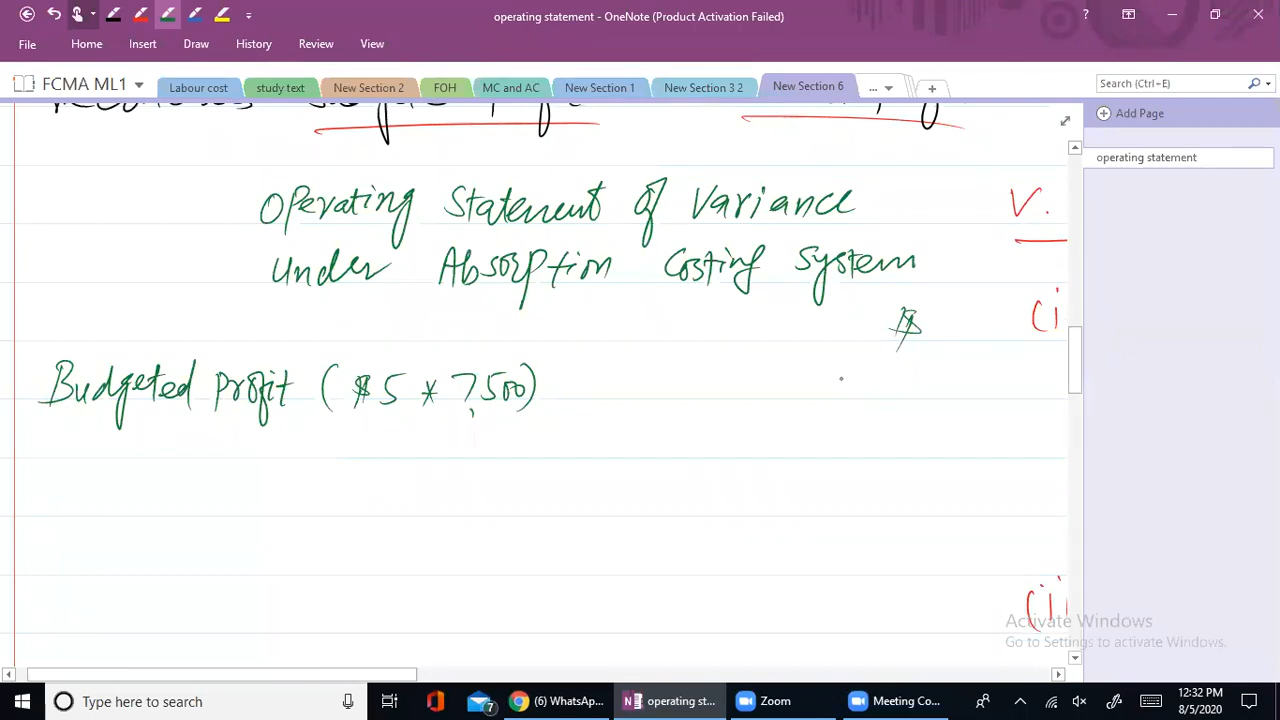 operating statement - OneNote (Product Activation Failed)
File Home Insert Draw History Review View
FCMA ML1 Labour cost study text New Section 2 FOH MC and AC New Section 1 New Section 3 2 New Section 6 ... Search (Ctrl+E)
Add Page
operating statement
Operating Statement of Variance
Under Absorption Costing System
$
Budgeted Profit ( $5 * 7,500)
V.
(i
(ii
Activate Windows
Go to Settings to activate Windows.
Type here to search 7 (6) WhatsAp... operating st... Zoom Meeting Co... 12:32 PM
8/5/2020